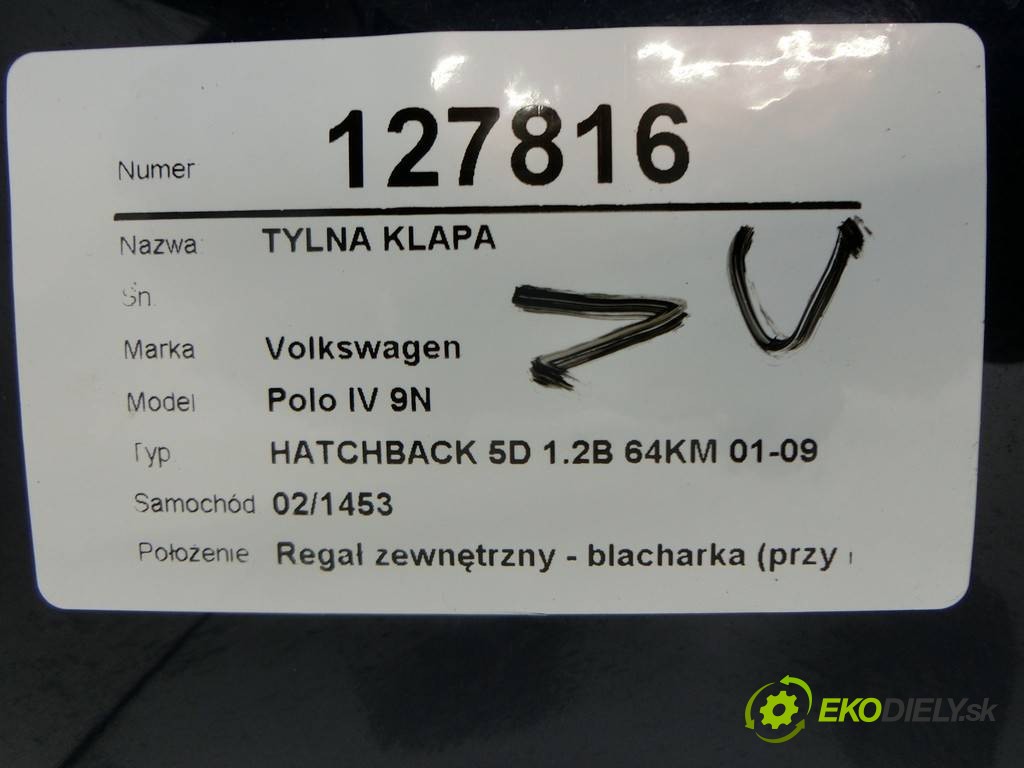 Numer 127816
Nazwa: TYLNA KLAPA
Sn.
Marka Volkswagen
Model Polo IV 9N
Typ HATCHBACK 5D 1.2B 64KM 01-09
Samochód 02/1453
Położenie Regał zewnętrzny - blacharka (przy
EKODIELY.sk